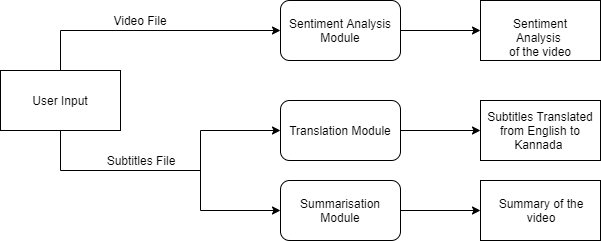 Video File
Sentiment Analysis
Module
Sentiment
Analysis
of the video
User Input
Translation Module
Subtitles Translated
from English to
Kannada
Subtitles File
Summarisation
Module
Summary of the
video